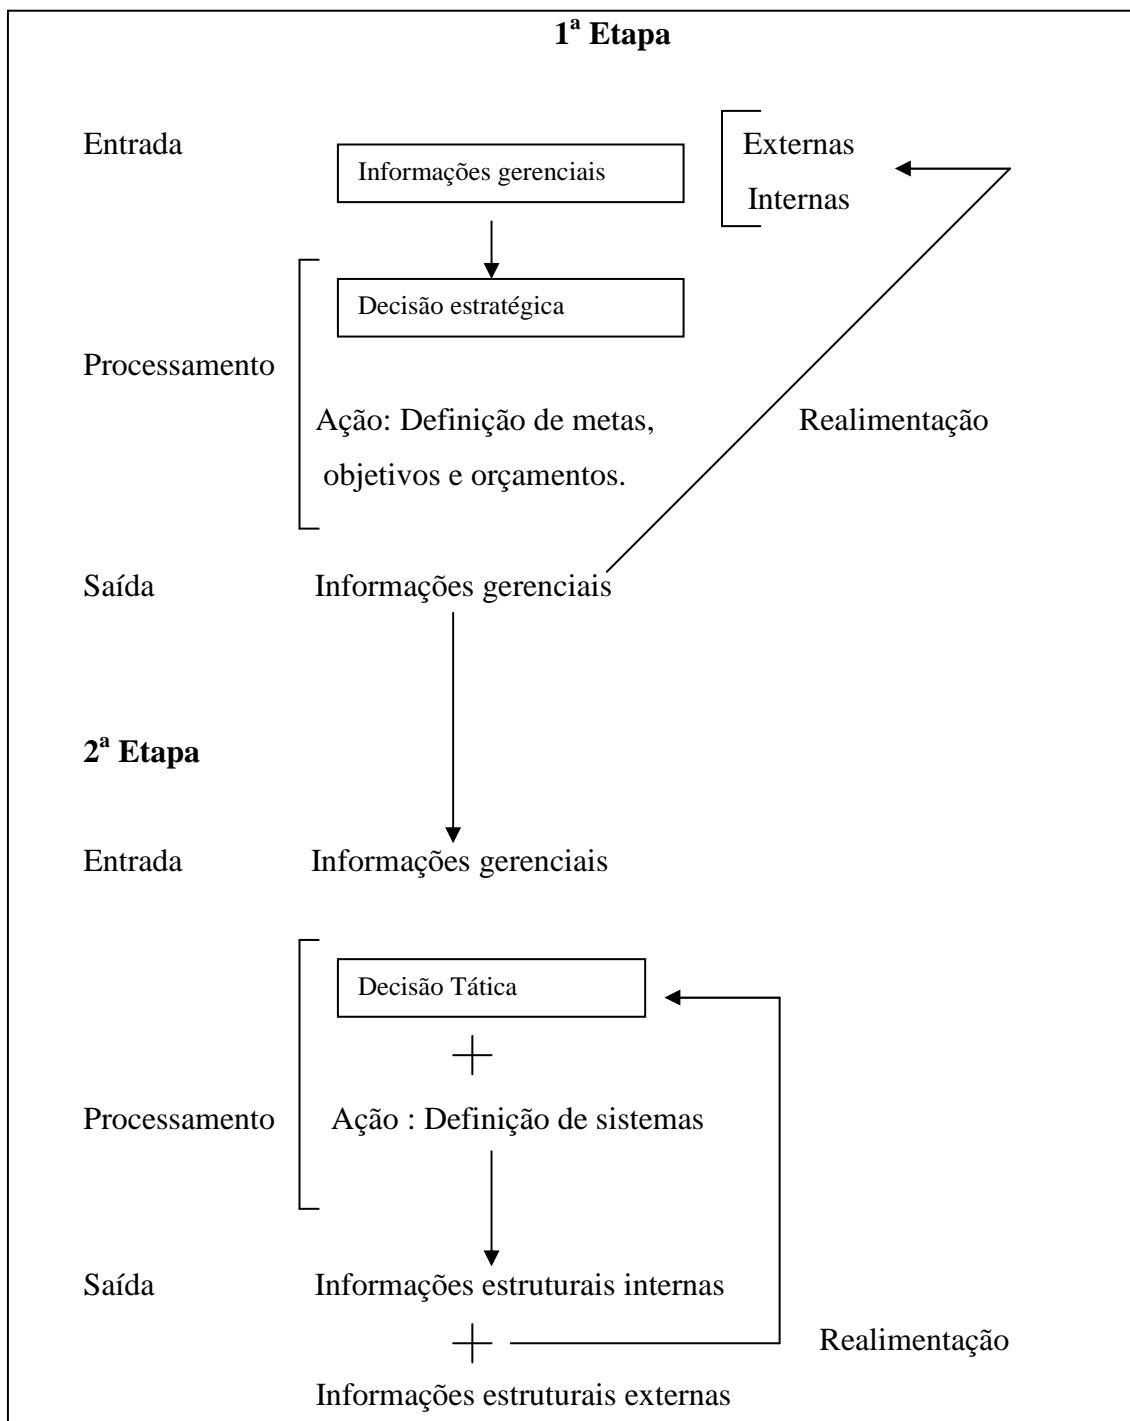 1ª Etapa
Entrada
Informações gerenciais
Externas
Internas
Decisão estratégica
Processamento
Ação: Definição de metas,
objetivos e orçamentos.
Realimentação
Saída
Informações gerenciais
2ª Etapa
Entrada
Informações gerenciais
Decisão Tática
+
Processamento
Ação : Definição de sistemas
Saída
Informações estruturais internas
+
Realimentação
Informações estruturais externas